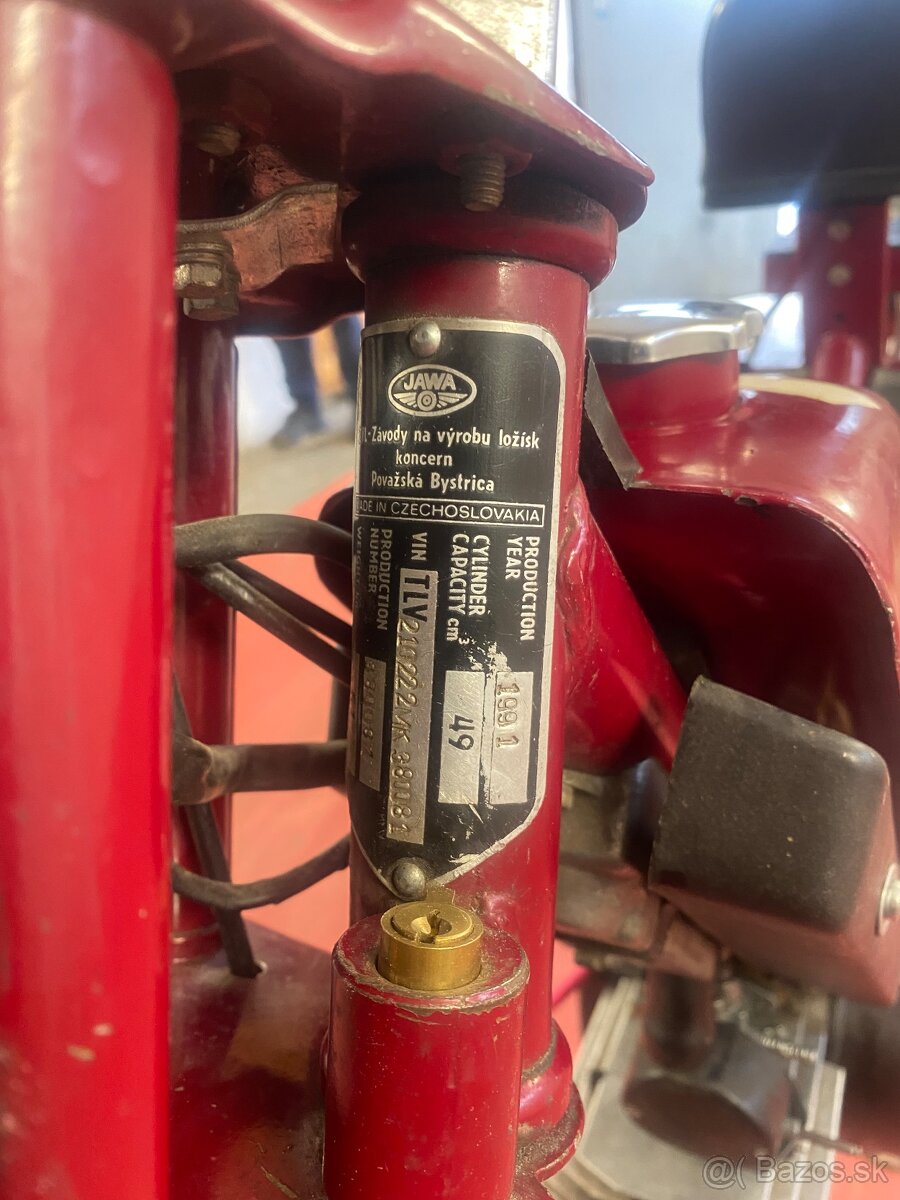 JAWA
-Závody na výrobu ložísk
koncern
Považská Bystrica
MADE IN CZECHOSLOVAKIA
PRODUCTION
YEAR
1991
CYLINDER
CAPACITY cm³
49
VIN
TLV
PRODUCTION
NUMBER
@( Bazos.sk